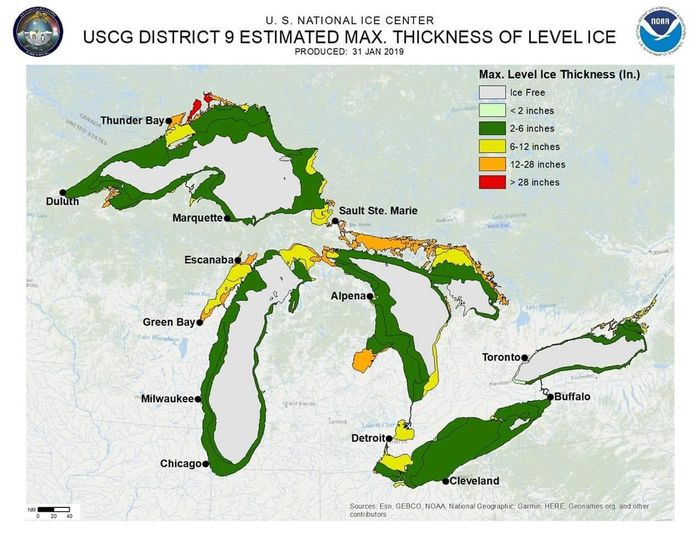 U. S. NATIONAL ICE CENTER
USCG DISTRICT 9 ESTIMATED MAX. THICKNESS OF LEVEL ICE
PRODUCED: 31 JAN 2019
NOAA
Max. Level Ice Thickness (In.)
Ice Free
< 2 inches
2-6 inches
6-12 inches
12-28 inches
> 28 inches
CANADA
UNITED STATES
Thunder Bay
Duluth
Marquette
Sault Ste. Marie
Escanaba
Alpena
Green Bay
Toronto
Milwaukee
Buffalo
Detroit
Chicago
Cleveland
NM
0 20 40
Sources: Esri, GEBCO, NOAA, National Geographic, Garmin, HERE, Geonames.org, and other
contributors